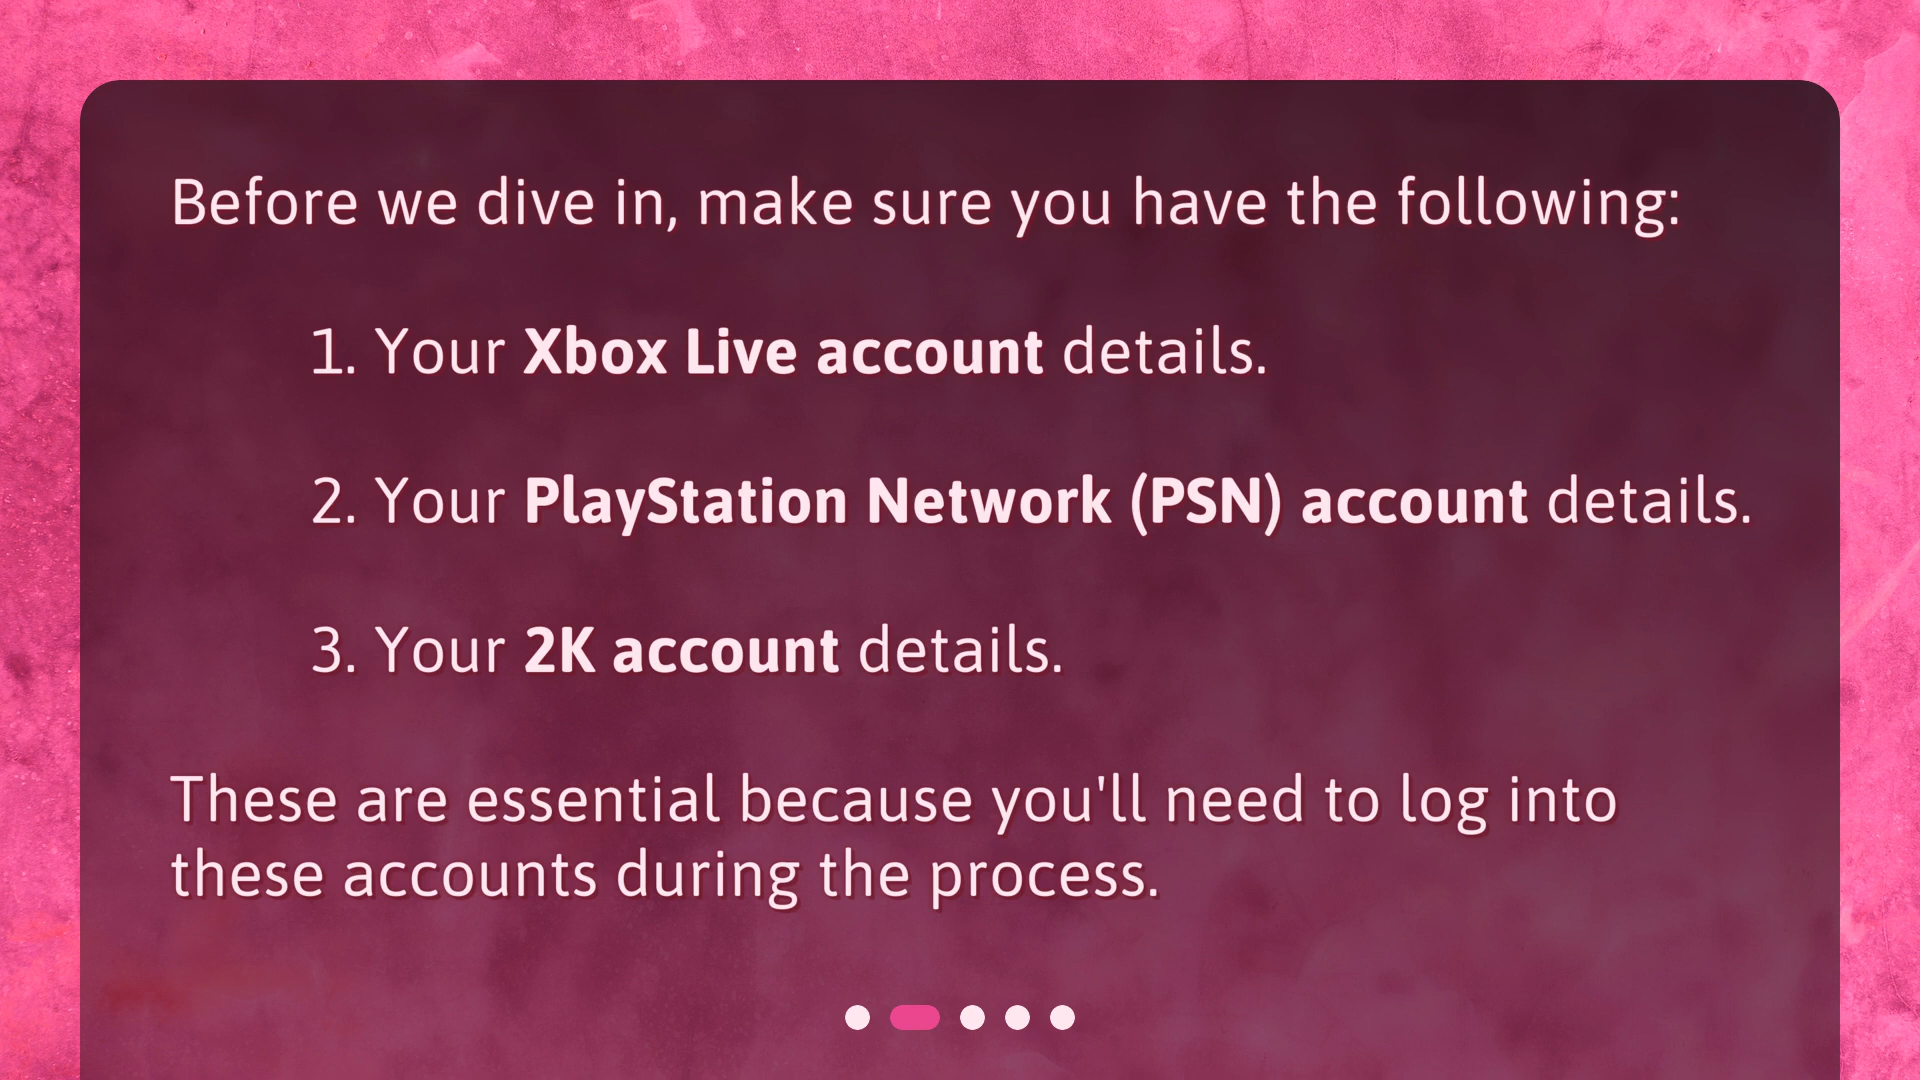 Before we dive in, make sure you have the following:
1. Your Xbox Live account details.
2. Your PlayStation Network (PSN) account details.
3. Your 2K account details.
These are essential because you'll need to log into
these accounts during the process.